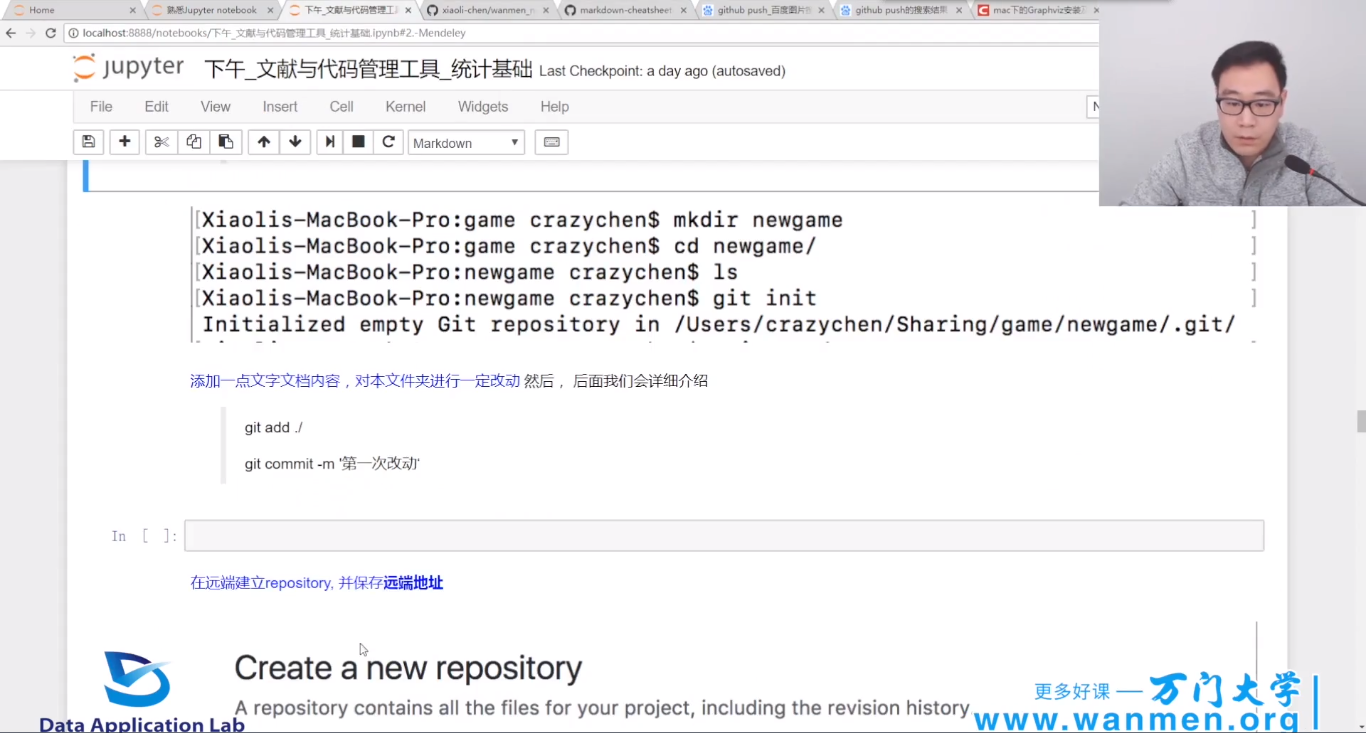 Home
熟悉Jupyter notebook
下午_文献与代码管理工具
xiaoli-chen/wanmen_n
markdown-cheatsheet
github push_百度图片搜
github push的搜索结果
mac下的Graphviz安装及
localhost:8888/notebooks/下午_文献与代码管理工具_统计基础.ipynb#2.-Mendeley
jupyter 下午_文献与代码管理工具_统计基础 Last Checkpoint: a day ago (autosaved)
File Edit View Insert Cell Kernel Widgets Help
Markdown
[Xiaolis-MacBook-Pro:game crazychen$ mkdir newgame ]
[Xiaolis-MacBook-Pro:game crazychen$ cd newgame/ ]
[Xiaolis-MacBook-Pro:newgame crazychen$ ls ]
[Xiaolis-MacBook-Pro:newgame crazychen$ git init ]
Initialized empty Git repository in /Users/crazychen/Sharing/game/newgame/.git/
添加一点文字文档内容，对本文件夹进行一定改动 然后 ，后面我们会详细介绍
git add ./
git commit -m '第一次改动'
In [ ]:
在远端建立repository, 并保存远端地址
Create a new repository
A repository contains all the files for your project, including the revision history
Data Application Lab
更多好课 — 万门大学
www.wanmen.org